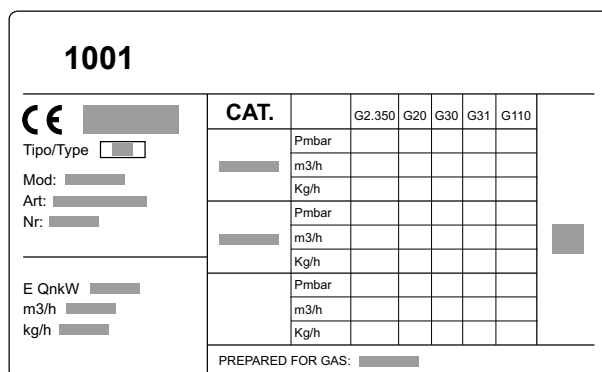 1001
CE
Tipo/Type
Mod:
Art:
Nr:
E QnkW
m3/h
kg/h
CAT. G2.350 G20 G30 G31 G110
Pmbar
m3/h
Kg/h
Pmbar
m3/h
Kg/h
Pmbar
m3/h
Kg/h
PREPARED FOR GAS: